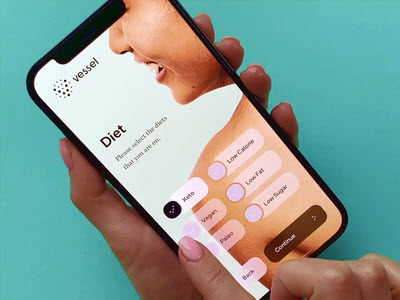 vessel
Diet
Please select the diets
that you are on.
Keto
Low Calorie
Vegan
Low Fat
Paleo
Low Sugar
Back
Continue